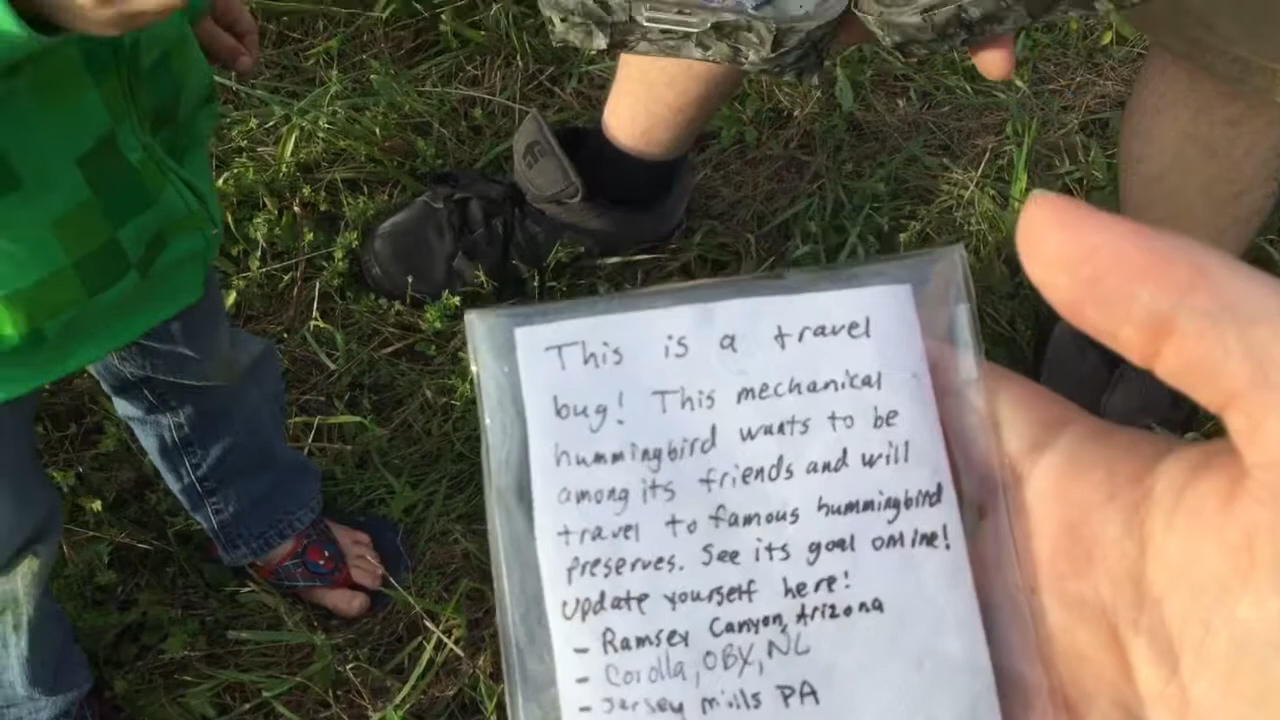 This is a travel
bug! This mechanical
hummingbird wants to be
among its friends and will
travel to famous hummingbird
preserves. See its goal online!
Update yourself here!
- Ramsey Canyon, Arizona
- Corolla, OBX, NC
- Jersey mills PA